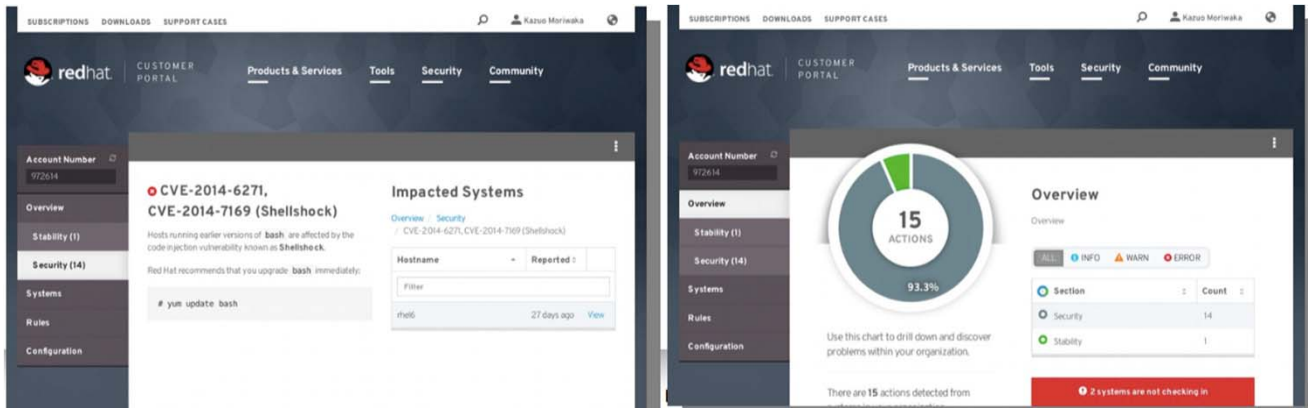 SUBSCRIPTIONS DOWNLOADS SUPPORT CASES
Kazuo Moriwaka
redhat.
CUSTOMER
PORTAL
Products & Services Tools Security Community
Account Number
972614
Overview
Stability (1)
Security (14)
Systems
Rules
Configuration
CVE-2014-6271,
CVE-2014-7169 (Shellshock)
Hosts running earlier versions of bash are affected by the
code injection vulnerability known as Shellshock.
Red Hat recommends that you upgrade bash immediately:
# yum update bash
Impacted Systems
Overview / Security
/ CVE-2014-6271, CVE-2014-7169 (Shellshock)
Hostname Reported
Filter
rhel6 27 days ago View
SUBSCRIPTIONS DOWNLOADS SUPPORT CASES
Kazuo Moriwaka
redhat.
CUSTOMER
PORTAL
Products & Services Tools Security Community
Account Number
972614
Overview
Stability (1)
Security (14)
Systems
Rules
Configuration
15
ACTIONS
93.3%
Use this chart to drill down and discover
problems within your organization.
There are 15 actions detected from
Overview
Overview
ALL INFO WARN ERROR
Section Count
Security 14
Stability 1
2 systems are not checking in